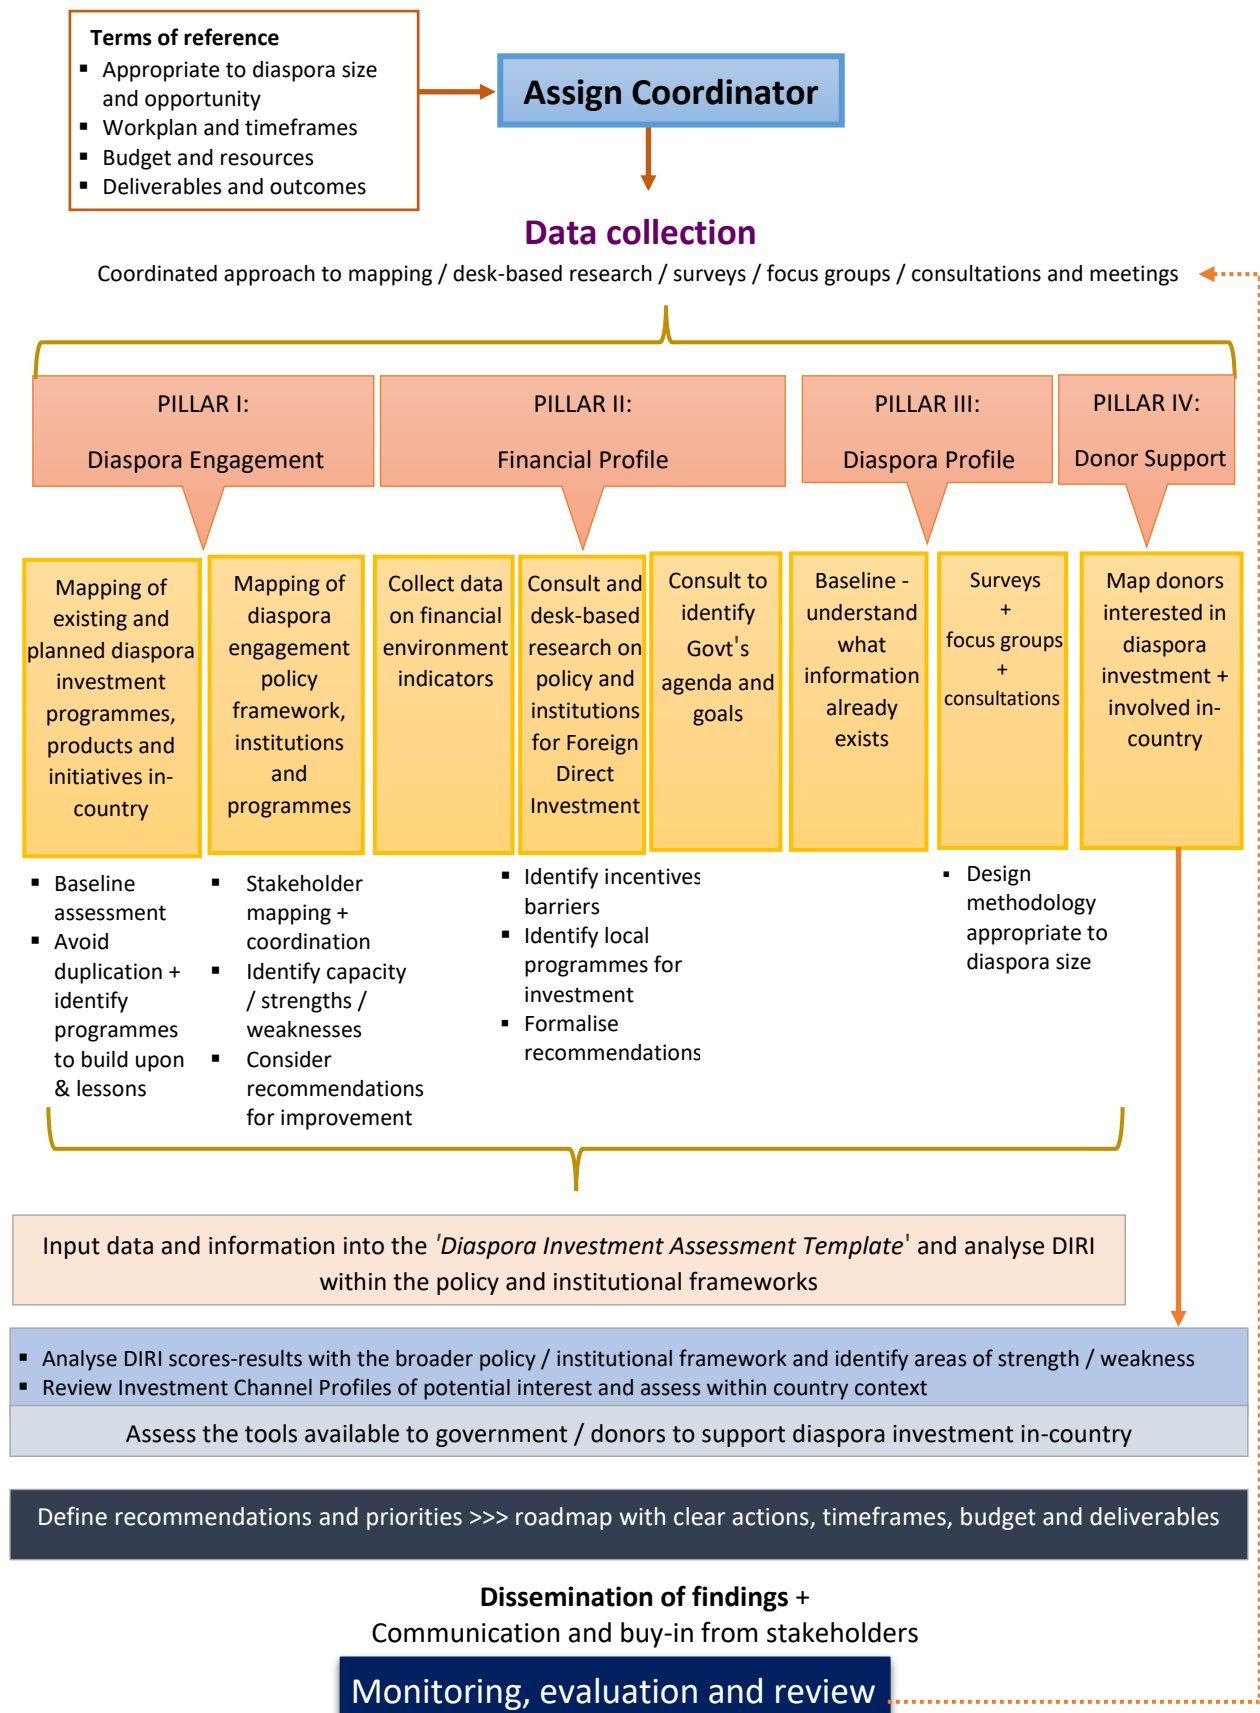 Terms of reference
▪ Appropriate to diaspora size
and opportunity
▪ Workplan and timeframes
▪ Budget and resources
▪ Deliverables and outcomes
Assign Coordinator
Data collection
Coordinated approach to mapping / desk-based research / surveys / focus groups / consultations and meetings
PILLAR I:
Diaspora Engagement
PILLAR II:
Financial Profile
PILLAR III:
Diaspora Profile
PILLAR IV:
Donor Support
Mapping of
existing and
planned diaspora
investment
programmes,
products and
initiatives in-
country
Mapping of
diaspora
engagement
policy
framework,
institutions
and
programmes
Collect data
on financial
environment
indicators
Consult and
desk-based
research on
policy and
institutions
for Foreign
Direct
Investment
Consult to
identify
Govt's
agenda and
goals
Baseline -
understand
what
information
already
exists
Surveys
+
focus groups
+
consultations
Map donors
interested in
diaspora
investment +
involved in-
country
▪ Baseline
assessment
▪ Avoid
duplication +
identify
programmes
to build upon
& lessons
▪ Stakeholder
mapping +
coordination
▪ Identify capacity
/ strengths /
weaknesses
▪ Consider
recommendations
for improvement
▪ Identify incentives
barriers
▪ Identify local
programmes for
investment
▪ Formalise
recommendations
▪ Design
methodology
appropriate to
diaspora size
Input data and information into the 'Diaspora Investment Assessment Template' and analyse DIRI
within the policy and institutional frameworks
▪ Analyse DIRI scores-results with the broader policy / institutional framework and identify areas of strength / weakness
▪ Review Investment Channel Profiles of potential interest and assess within country context
Assess the tools available to government / donors to support diaspora investment in-country
Define recommendations and priorities >>> roadmap with clear actions, timeframes, budget and deliverables
Dissemination of findings +
Communication and buy-in from stakeholders
Monitoring, evaluation and review